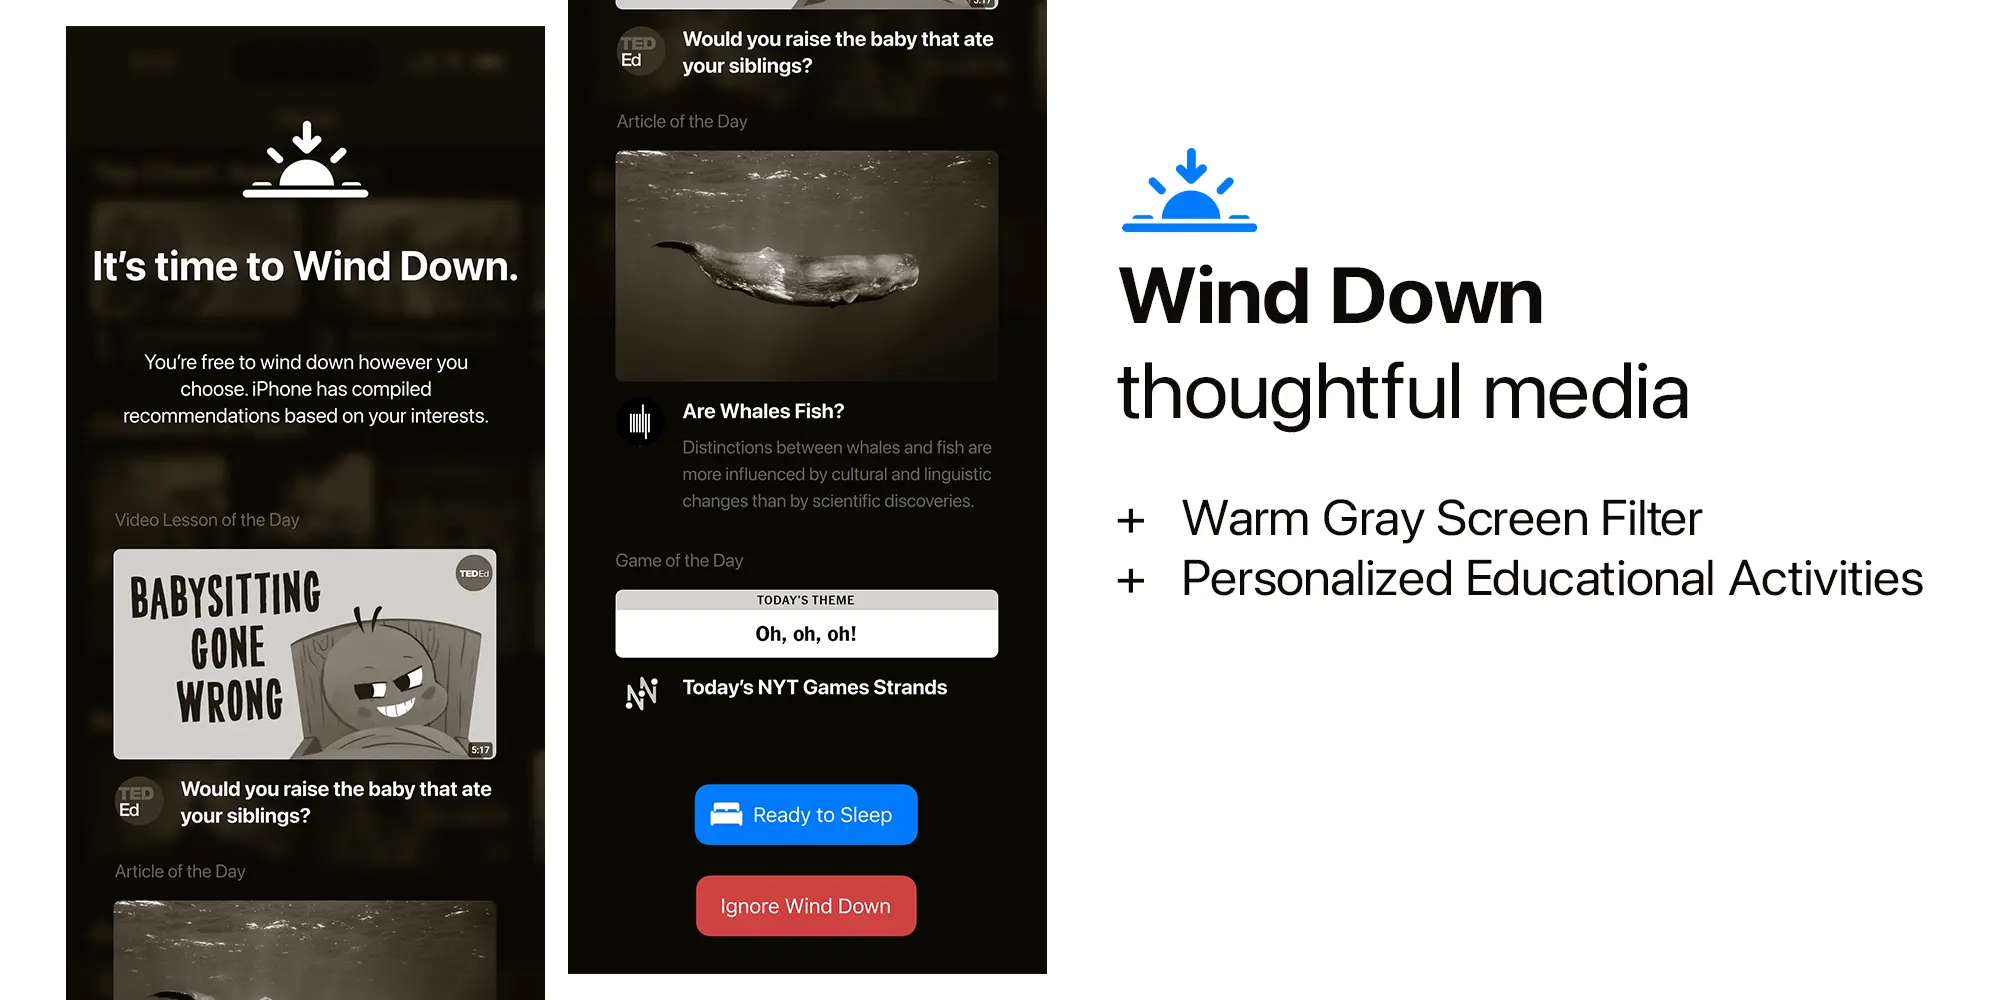 It's time to Wind Down.
You're free to wind down however you
choose. iPhone has compiled
recommendations based on your interests.
Video Lesson of the Day
BABYSITTING
GONE
WRONG
TEDEd
5:17
TED
Ed
Would you raise the baby that ate
your siblings?
Article of the Day
5:17
TED
Ed
Would you raise the baby that ate
your siblings?
Article of the Day
Are Whales Fish?
Distinctions between whales and fish are
more influenced by cultural and linguistic
changes than by scientific discoveries.
Game of the Day
TODAY'S THEME
Oh, oh, oh!
Today's NYT Games Strands
Ready to Sleep
Ignore Wind Down
Wind Down
thoughtful media
+ Warm Gray Screen Filter
+ Personalized Educational Activities